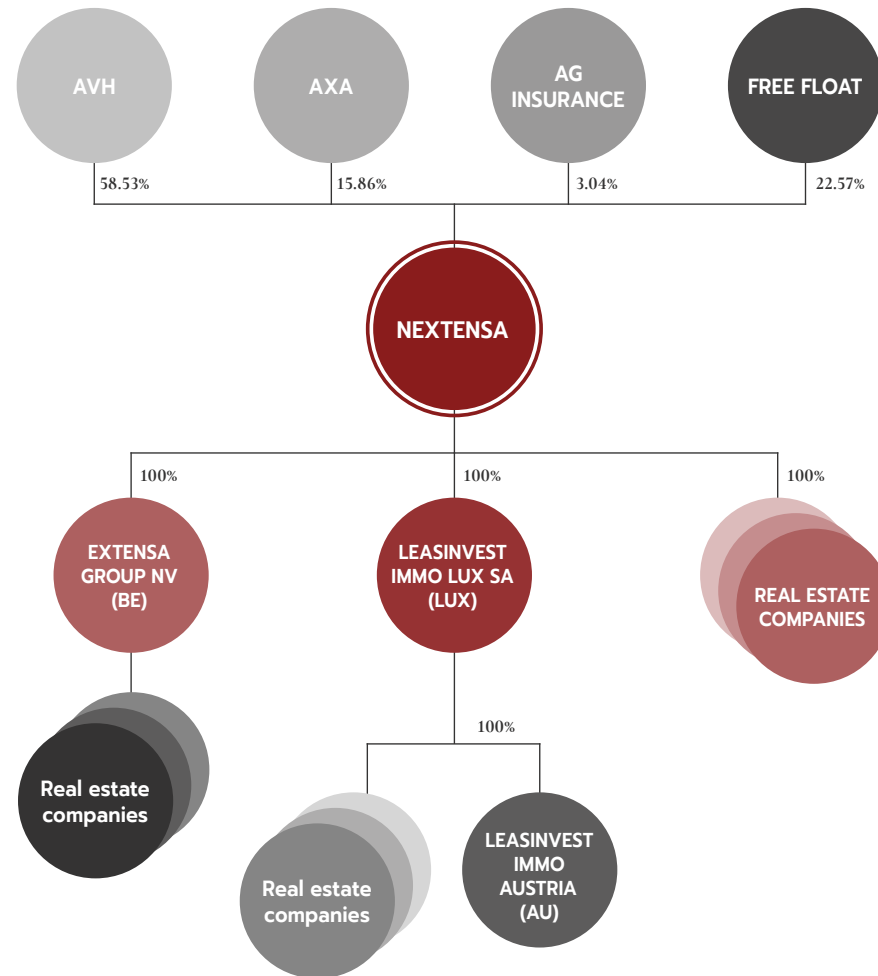 AVH
AXA
AG
INSURANCE
FREE FLOAT
58.53%
15.86%
3.04%
22.57%
NEXTENSA
100%
100%
100%
EXTENSA
GROUP NV
(BE)
LEASINVEST
IMMO LUX SA
(LUX)
REAL ESTATE
COMPANIES
100%
Real estate
companies
Real estate
companies
LEASINVEST
IMMO
AUSTRIA
(AU)